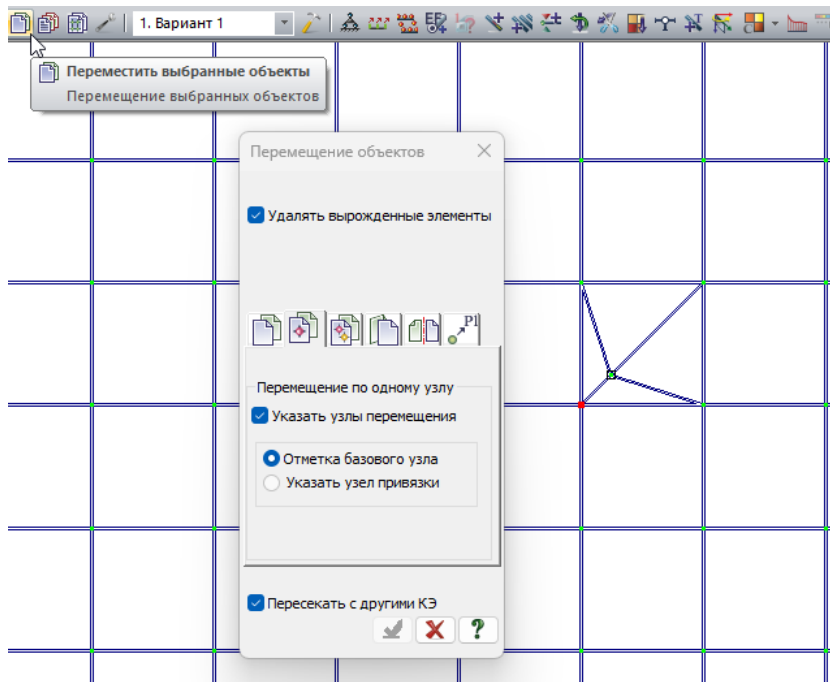 1. Вариант 1
Переместить выбранные объекты
Перемещение выбранных объектов
Перемещение объектов
Удалять вырожденные элементы
P1
Перемещение по одному узлу
Указать узлы перемещения
Отметка базового узла
Указать узел привязки
Пересекать с другими КЭ
?